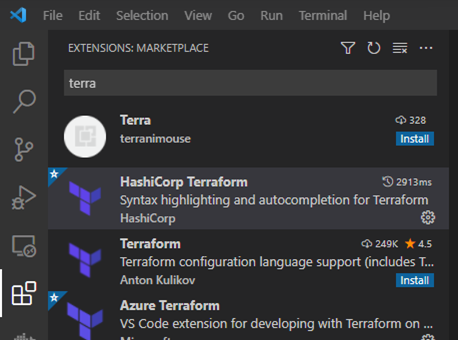 File Edit Selection View Go Run Terminal Help
EXTENSIONS: MARKETPLACE
terra
Terra 328
terranimouse Install
HashiCorp Terraform 2913ms
Syntax highlighting and autocompletion for Terraform
HashiCorp
Terraform 249K 4.5
Terraform configuration language support (includes T...
Anton Kulikov Install
Azure Terraform
VS Code extension for developing with Terraform on ...